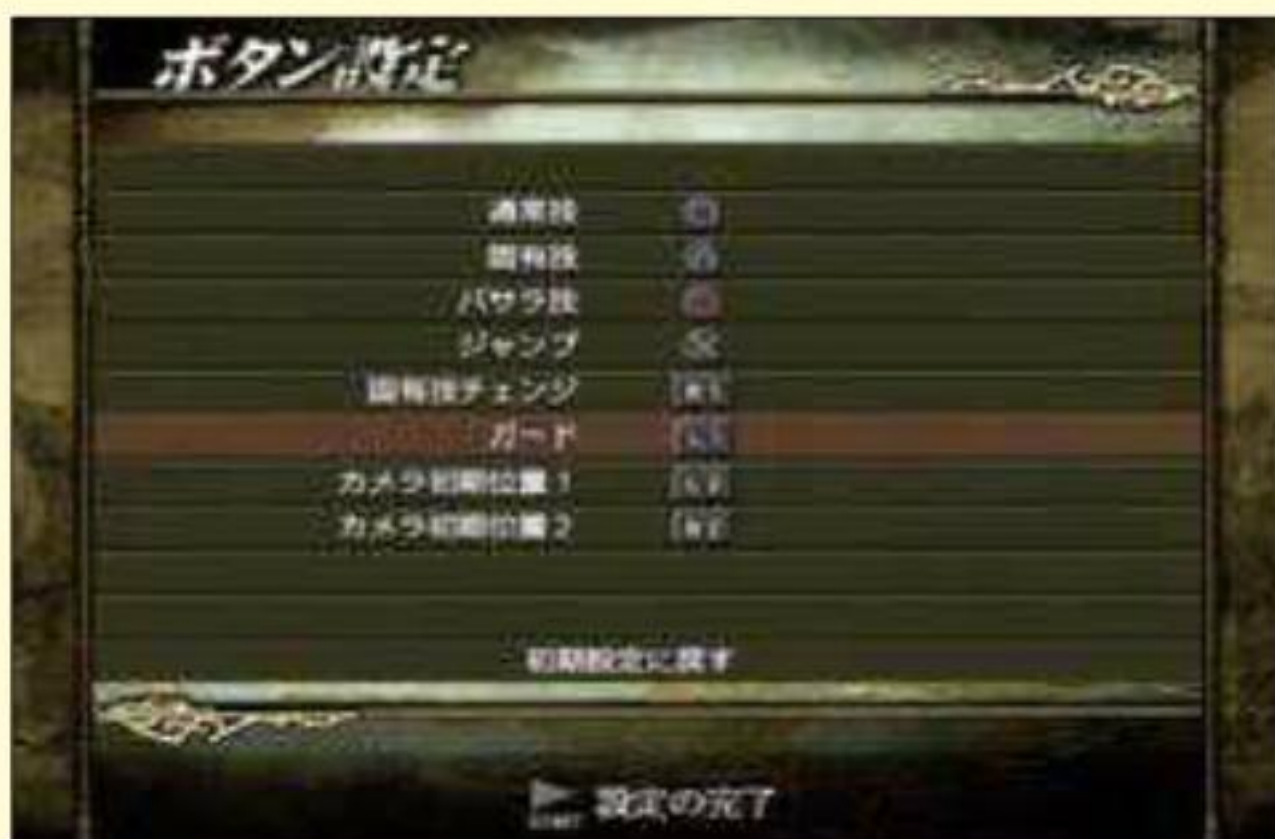 ボタン設定
通常技
固有技
バサラ技
ジャンプ
固有技チェンジ
ガード
カメラ初期位置1
カメラ初期位置2
初期設定に戻す
設定の完了